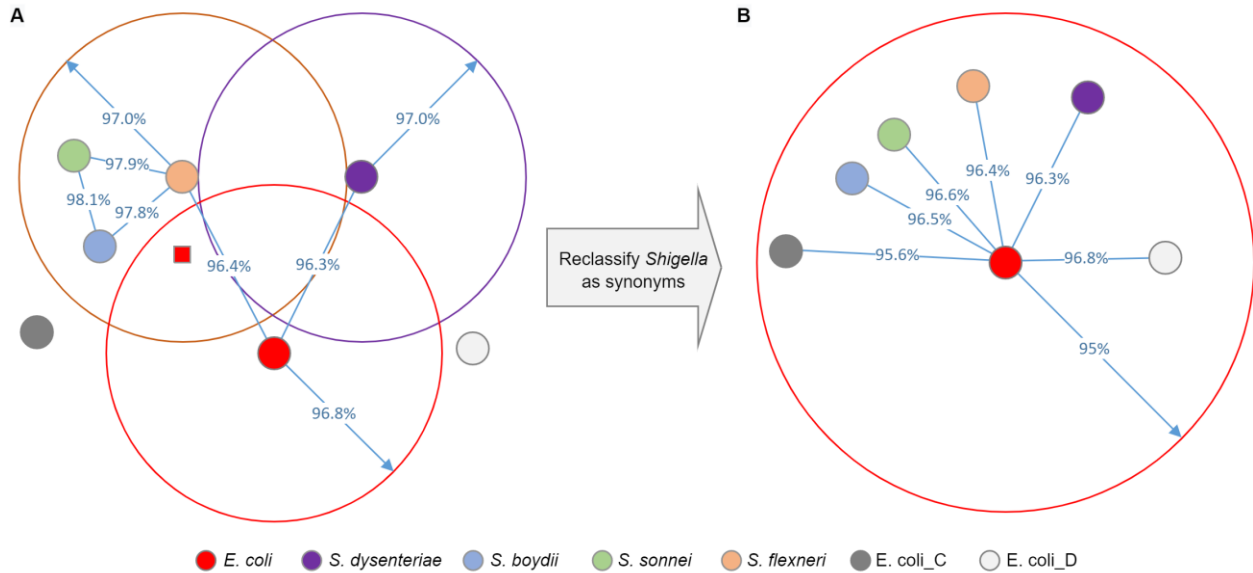 A
B
97.0%
97.0%
97.9%
98.1%
97.8%
96.4%
96.3%
96.8%
Reclassify Shigella
as synonyms
96.4%
96.3%
96.6%
96.5%
95.6%
96.8%
95%
E. coli
S. dysenteriae
S. boydii
S. sonnei
S. flexneri
E. coli_C
E. coli_D